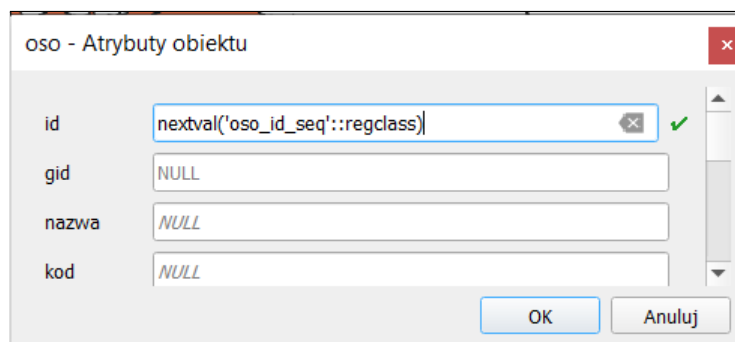 oso - Atrybuty obiektu
id nextval('oso_id_seq'::regclass)
gid NULL
nazwa NULL
kod NULL
OK Anuluj